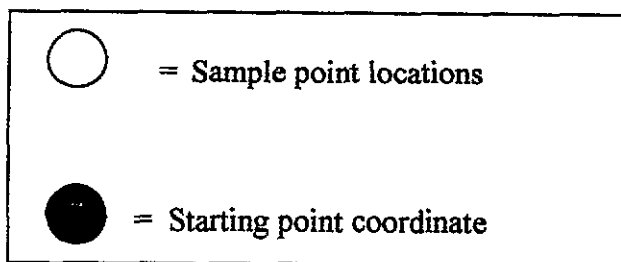 = Sample point locations
= Starting point coordinate